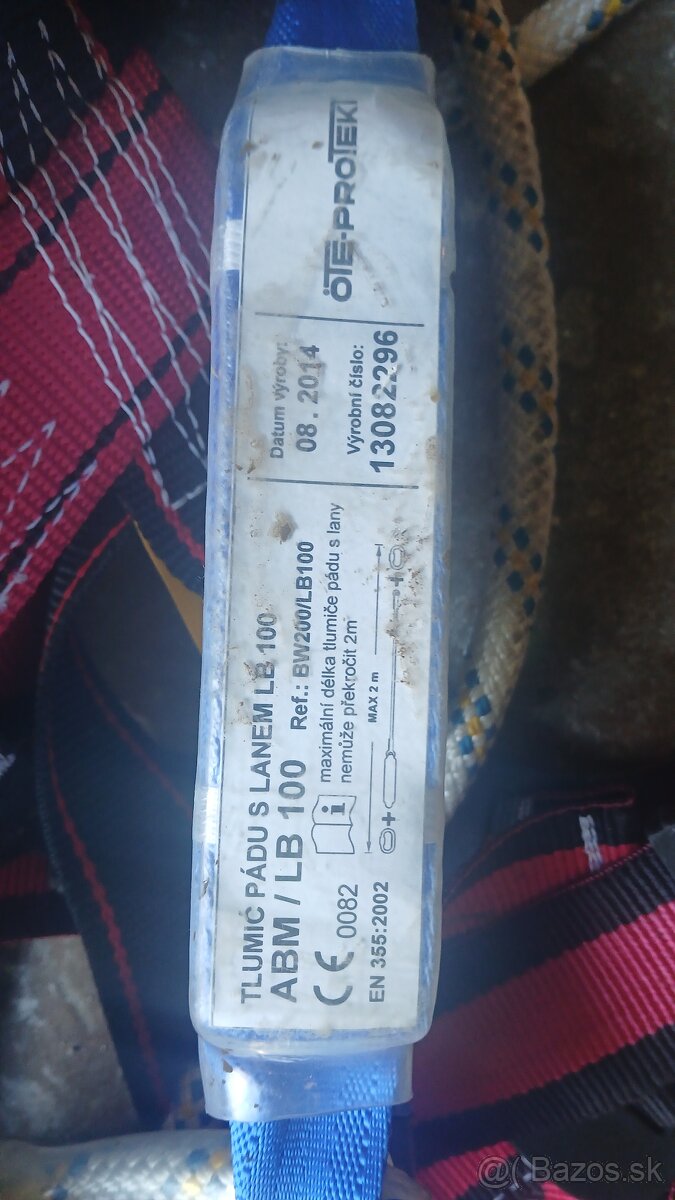 TLUMIČ PÁDU S LANEM LB 100
ABM / LB 100 Ref.: BW200/LB100
maximální délka tlumiče pádu s lany
nemůže překročit 2m
MAX 2 m
CE 0082
EN 355:2002
Datum výroby:
08.2014
Výrobní číslo:
13082296
ÖTE-PROTEKT
@ Bazos.sk